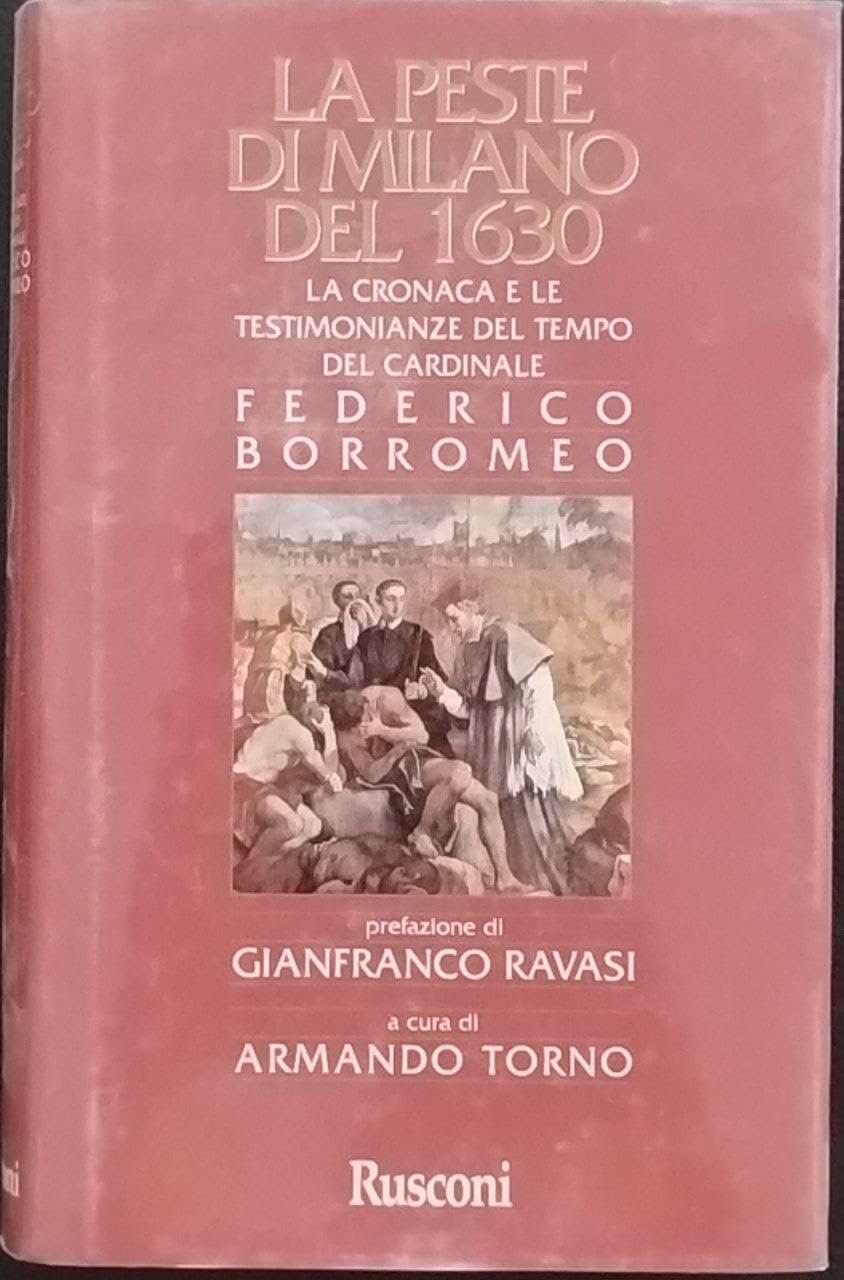 LA PESTE
DI MILANO
DEL 1630
LA CRONACA E LE
TESTIMONIANZE DEL TEMPO
DEL CARDINALE
FEDERICO
BORROMEO
prefazione di
GIANFRANCO RAVASI
a cura di
ARMANDO TORNO
Rusconi